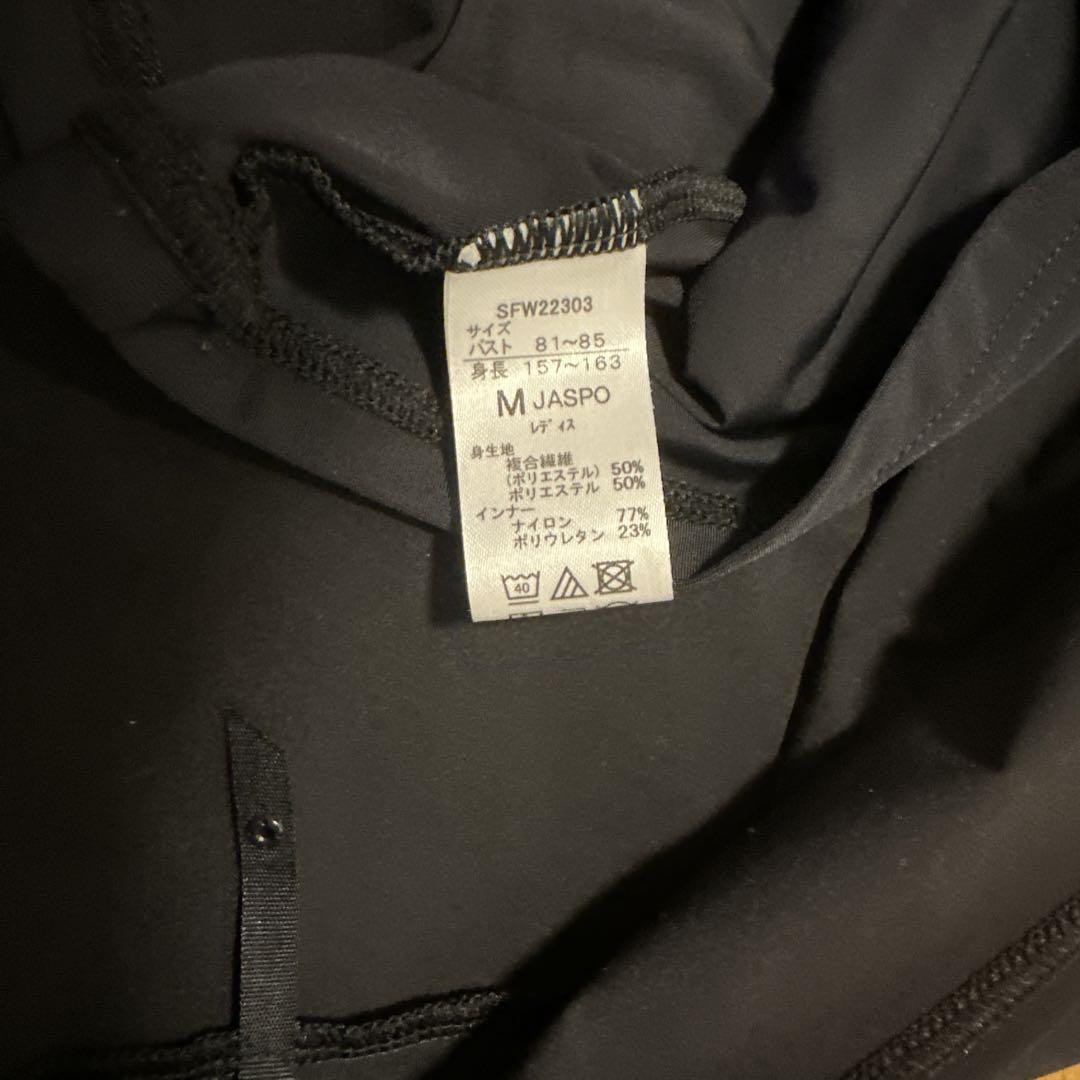 SFW22303
サイズ
バスト 81〜85
身長 157〜163
M JASPO
レディス
身生地
複合繊維
(ポリエステル) 50%
ポリエステル 50%
インナー
ナイロン 77%
ポリウレタン 23%
40